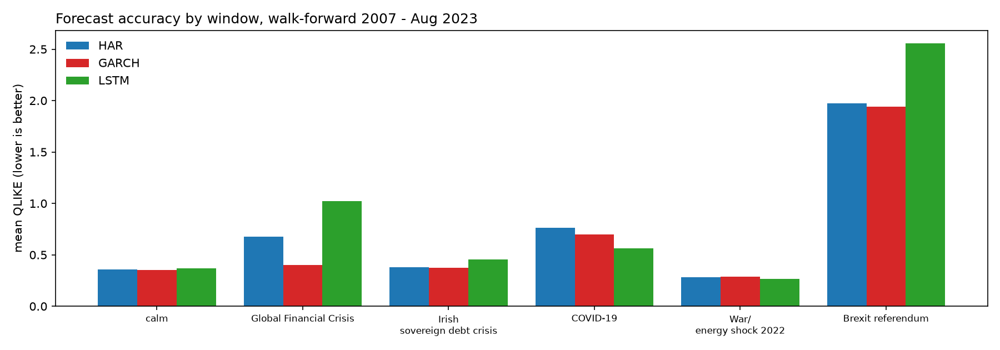 Forecast accuracy by window, walk-forward 2007 - Aug 2023
HAR
GARCH
LSTM
mean QLIKE (lower is better)
2.5
2.0
1.5
1.0
0.5
0.0
calm
Global Financial Crisis
Irish
sovereign debt crisis
COVID-19
War/
energy shock 2022
Brexit referendum